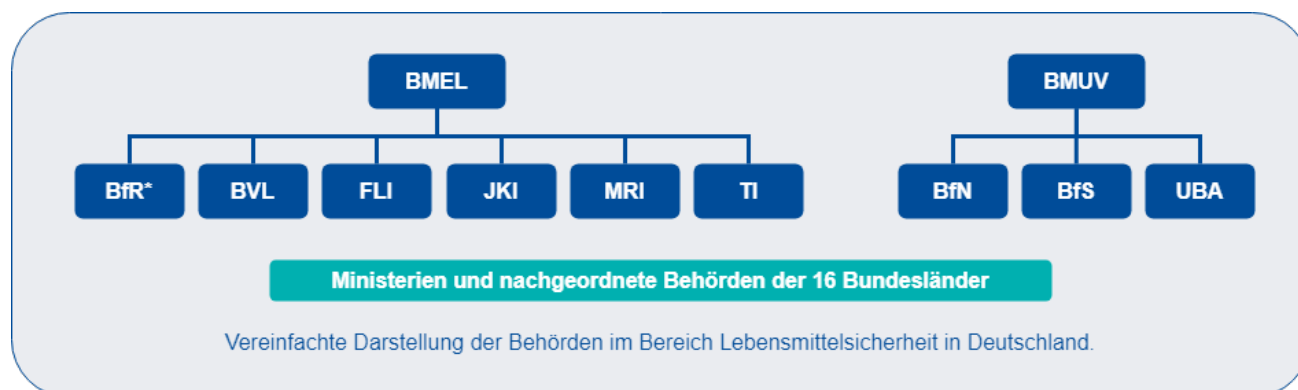 BMEL
BMUV
BfR*
BVL
FLI
JKI
MRI
TI
BfN
BfS
UBA
Ministerien und nachgeordnete Behörden der 16 Bundesländer
Vereinfachte Darstellung der Behörden im Bereich Lebensmittelsicherheit in Deutschland.